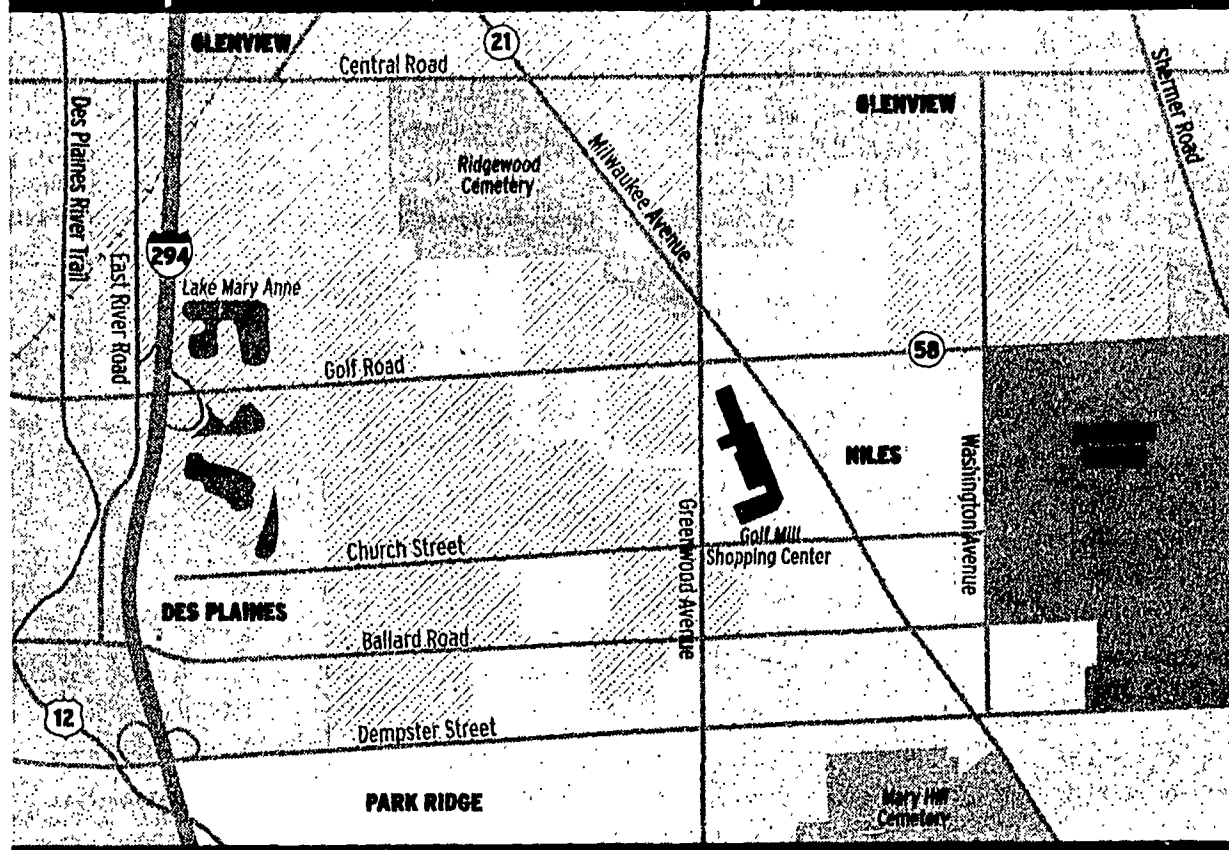 GLENVIEW
21
Central Road
GLENVIEW
Shermer Road
Des Plaines River Trail
Ridgewood
Cemetery
Milwaukee Avenue
294
East River Road
Lake Mary Anne
58
Golf Road
NILES
Washington Avenue
Greenwood Avenue
Golf Mill
Shopping Center
Church Street
DES PLAINES
Ballard Road
12
Dempster Street
PARK RIDGE
Mary Hill
Cemetery